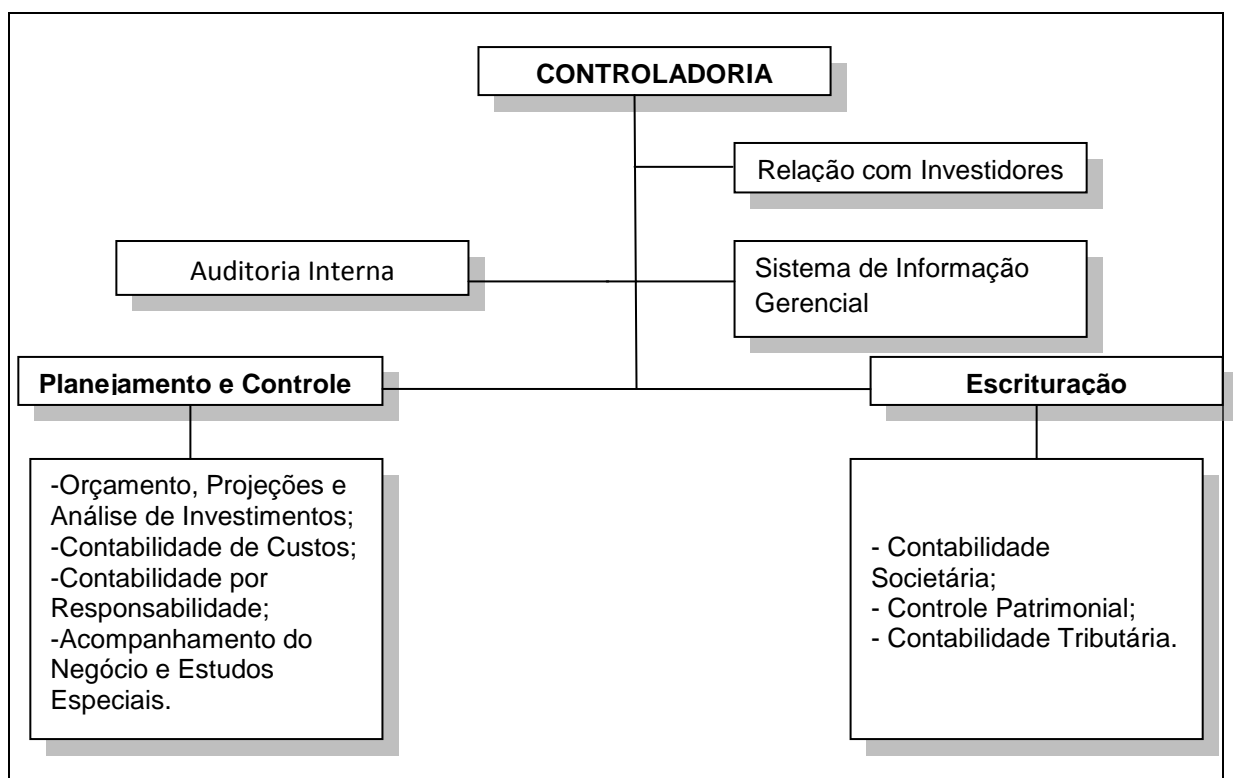 CONTROLADORIA
Relação com Investidores
Auditoria Interna
Sistema de Informação
Gerencial
Planejamento e Controle
Escrituração
-Orçamento, Projeções e
Análise de Investimentos;
-Contabilidade de Custos;
-Contabilidade por
Responsabilidade;
-Acompanhamento do
Negócio e Estudos
Especiais.
- Contabilidade
Societária;
- Controle Patrimonial;
- Contabilidade Tributária.